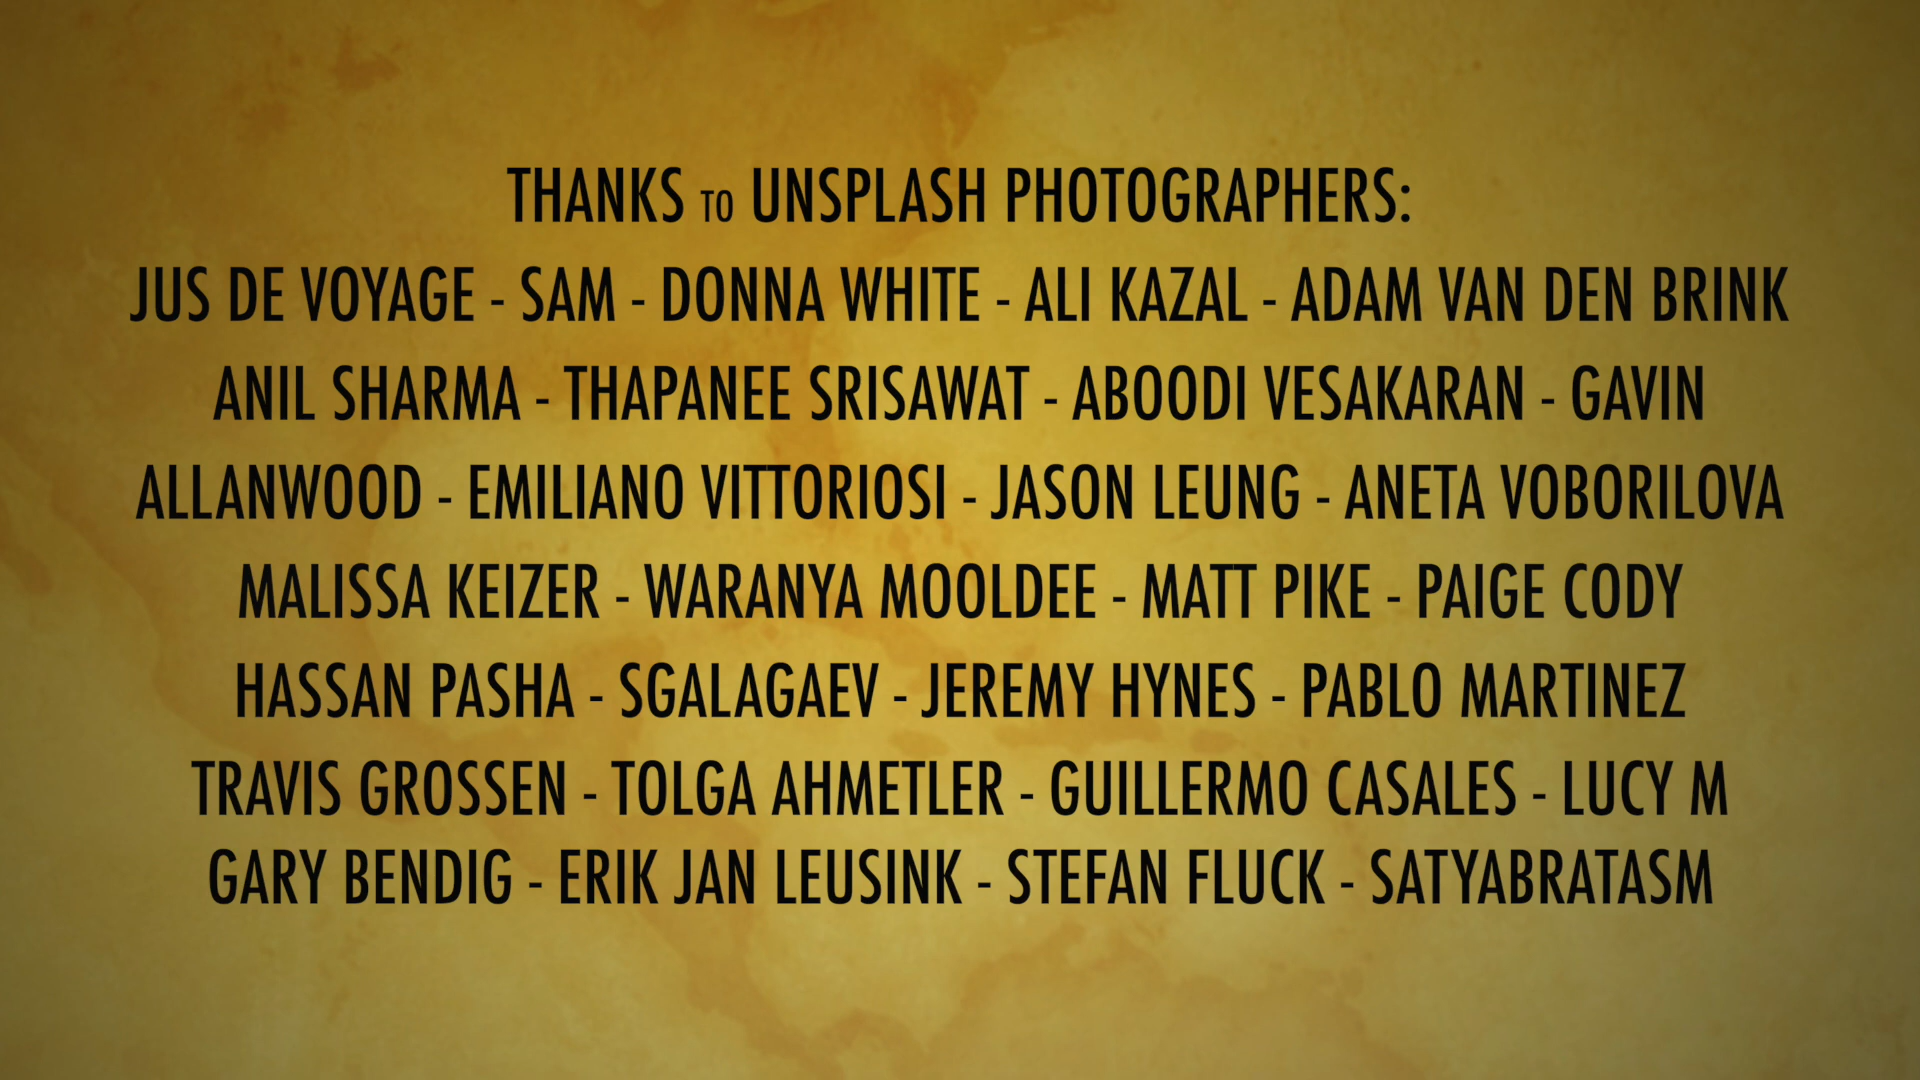 THANKS TO UNSPLASH PHOTOGRAPHERS:
JUS DE VOYAGE - SAM - DONNA WHITE - ALI KAZAL - ADAM VAN DEN BRINK
ANIL SHARMA - THAPANEE SRISAWAT - ABOODI VESAKARAN - GAVIN
ALLANWOOD - EMILIANO VITTORIOSI - JASON LEUNG - ANETA VOBORILOVA
MALISSA KEIZER - WARANYA MOOLDEE - MATT PIKE - PAIGE CODY
HASSAN PASHA - SGALAGAEV - JEREMY HYNES - PABLO MARTINEZ
TRAVIS GROSSEN - TOLGA AHMETLER - GUILLERMO CASALES - LUCY M
GARY BENDIG - ERIK JAN LEUSINK - STEFAN FLUCK - SATYABRATASM